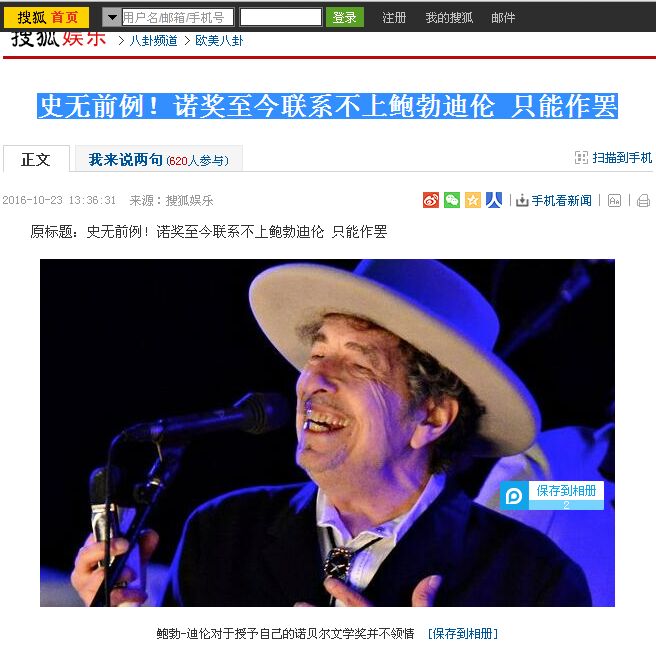 搜狐 首页 用户名/邮箱/手机号 登录 注册 我的搜狐 邮件
搜狐 娱乐 > 八卦频道 > 欧美八卦
史无前例！诺奖至今联系不上鲍勃迪伦 只能作罢
正文 我来说两句(620人参与) 扫描到手机
2016-10-23 13:36:31 来源：搜狐娱乐 手机看新闻
原标题：史无前例！诺奖至今联系不上鲍勃迪伦 只能作罢
保存到相册
2
鲍勃-迪伦对于授予自己的诺贝尔文学奖并不领情 [保存到相册]